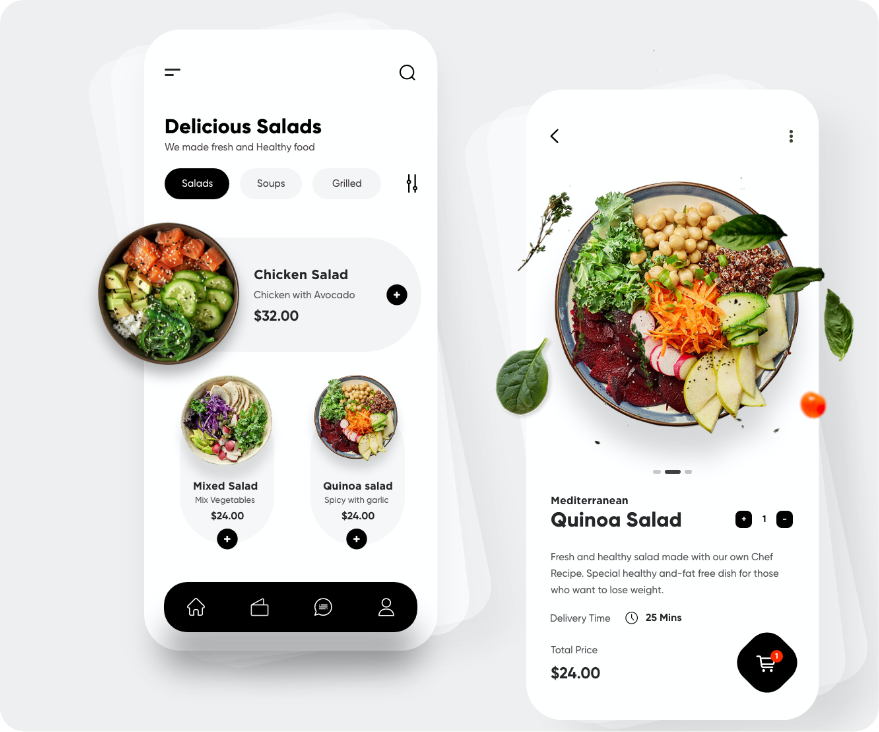 Delicious Salads
We made fresh and Healthy food
Salads
Soups
Grilled
Chicken Salad
Chicken with Avocado
$32.00
Mixed Salad
Mix Vegetables
$24.00
Quinoa salad
Spicy with garlic
$24.00
Mediterranean
Quinoa Salad
+ 1 -
Fresh and healthy salad made with our own Chef
Recipe. Special healthy and-fat free dish for those
who want to lose weight.
Delivery Time 25 Mins
Total Price
$24.00
1